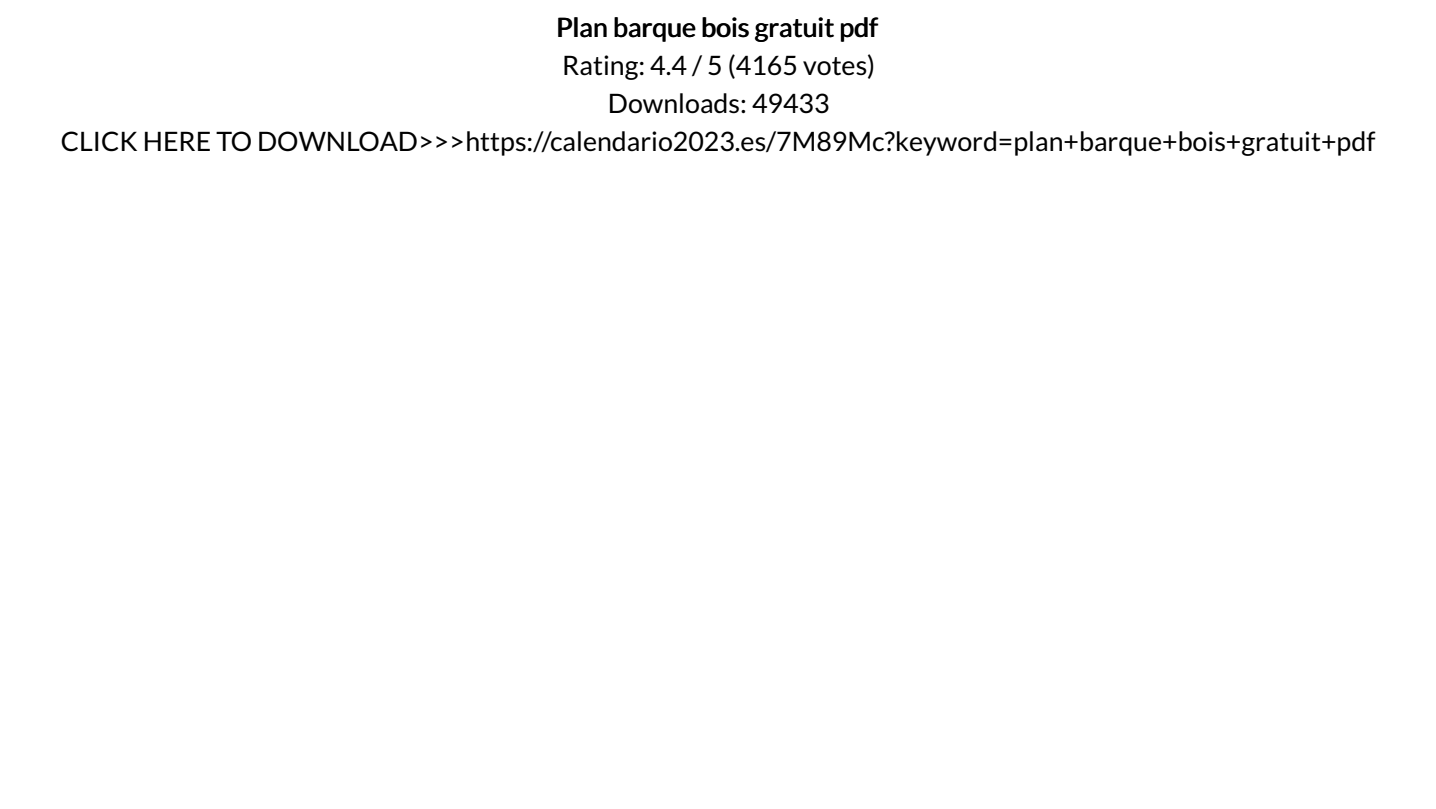 Plan barque bois gratuit pdf
Rating: 4.4 / 5 (4165 votes)
Downloads: 49433
CLICK HERE TO DOWNLOAD>>>https://calendario2023.es/7M89Mc?keyword=plan+barque+bois+gratuit+pdf